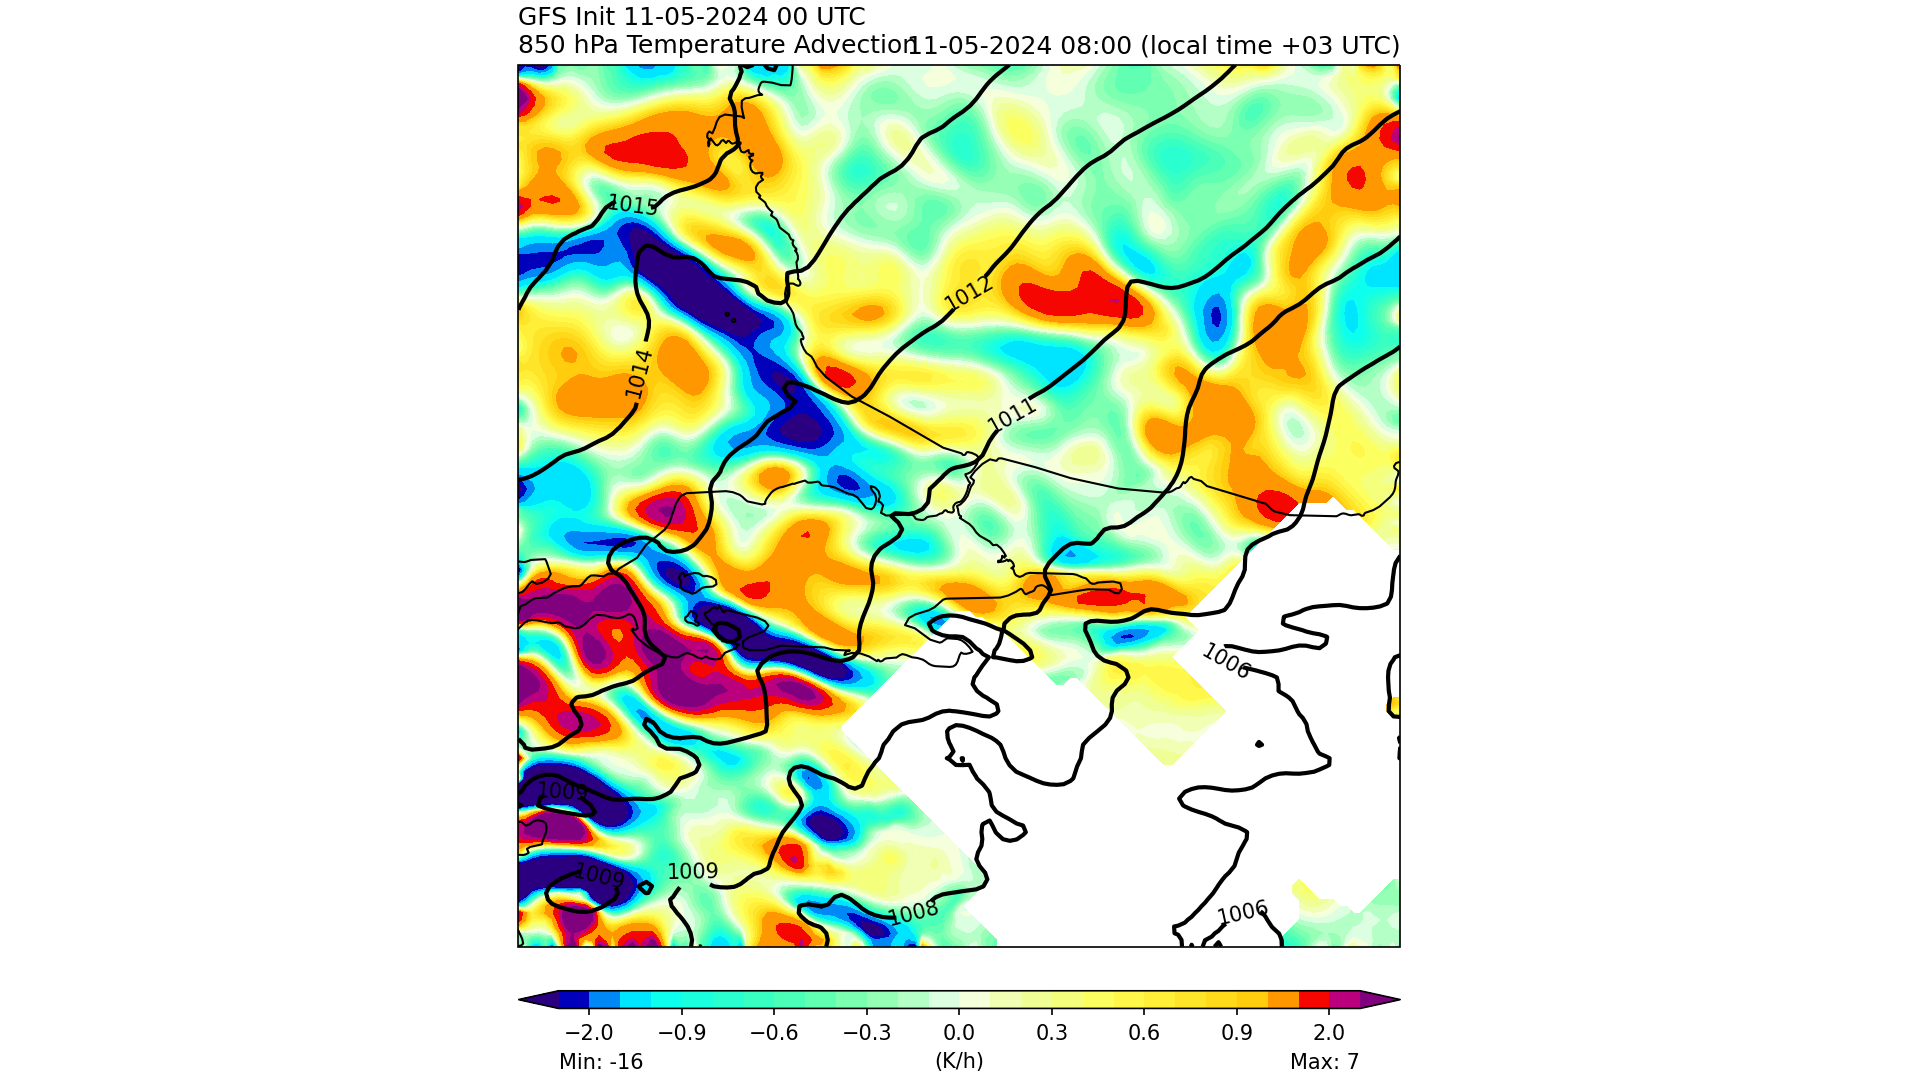 GFS Init 11-05-2024 00 UTC
850 hPa Temperature Advection
11-05-2024 08:00 (local time +03 UTC)
1015
1012
1014
1011
1006
1009
1009
1009
1008
1006
−2.0 −0.9 −0.6 −0.3 0.0 0.3 0.6 0.9 2.0
Min: -16 (K/h) Max: 7